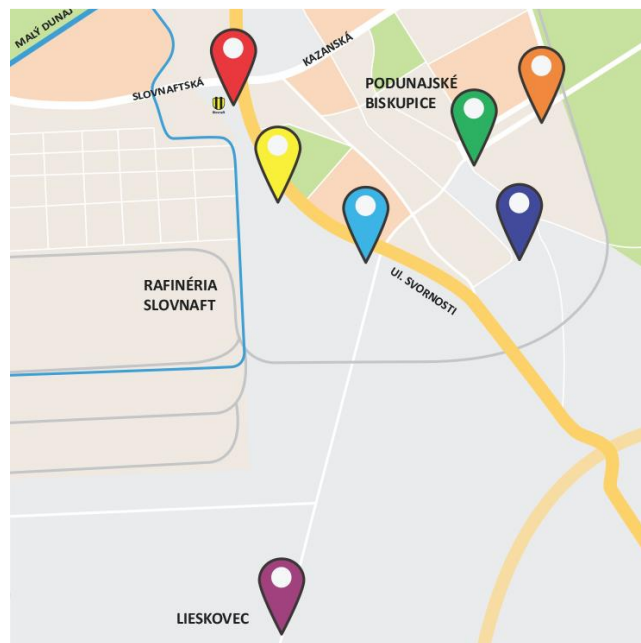 MALÝ DUNAJ
KAZANSKÁ
SLOVNAFTSKÁ
PODUNAJSKÉ
BISKUPICE
RAFINÉRIA
SLOVNAFT
Ul. SVORNOSTI
LIESKOVEC